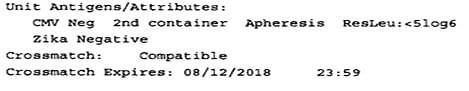 Unit Antigens/Attributes:
CMV Neg 2nd container Apheresis ResLeu:<5log6
Zika Negative
Crossmatch: Compatible
Crossmatch Expires: 08/12/2018 23:59